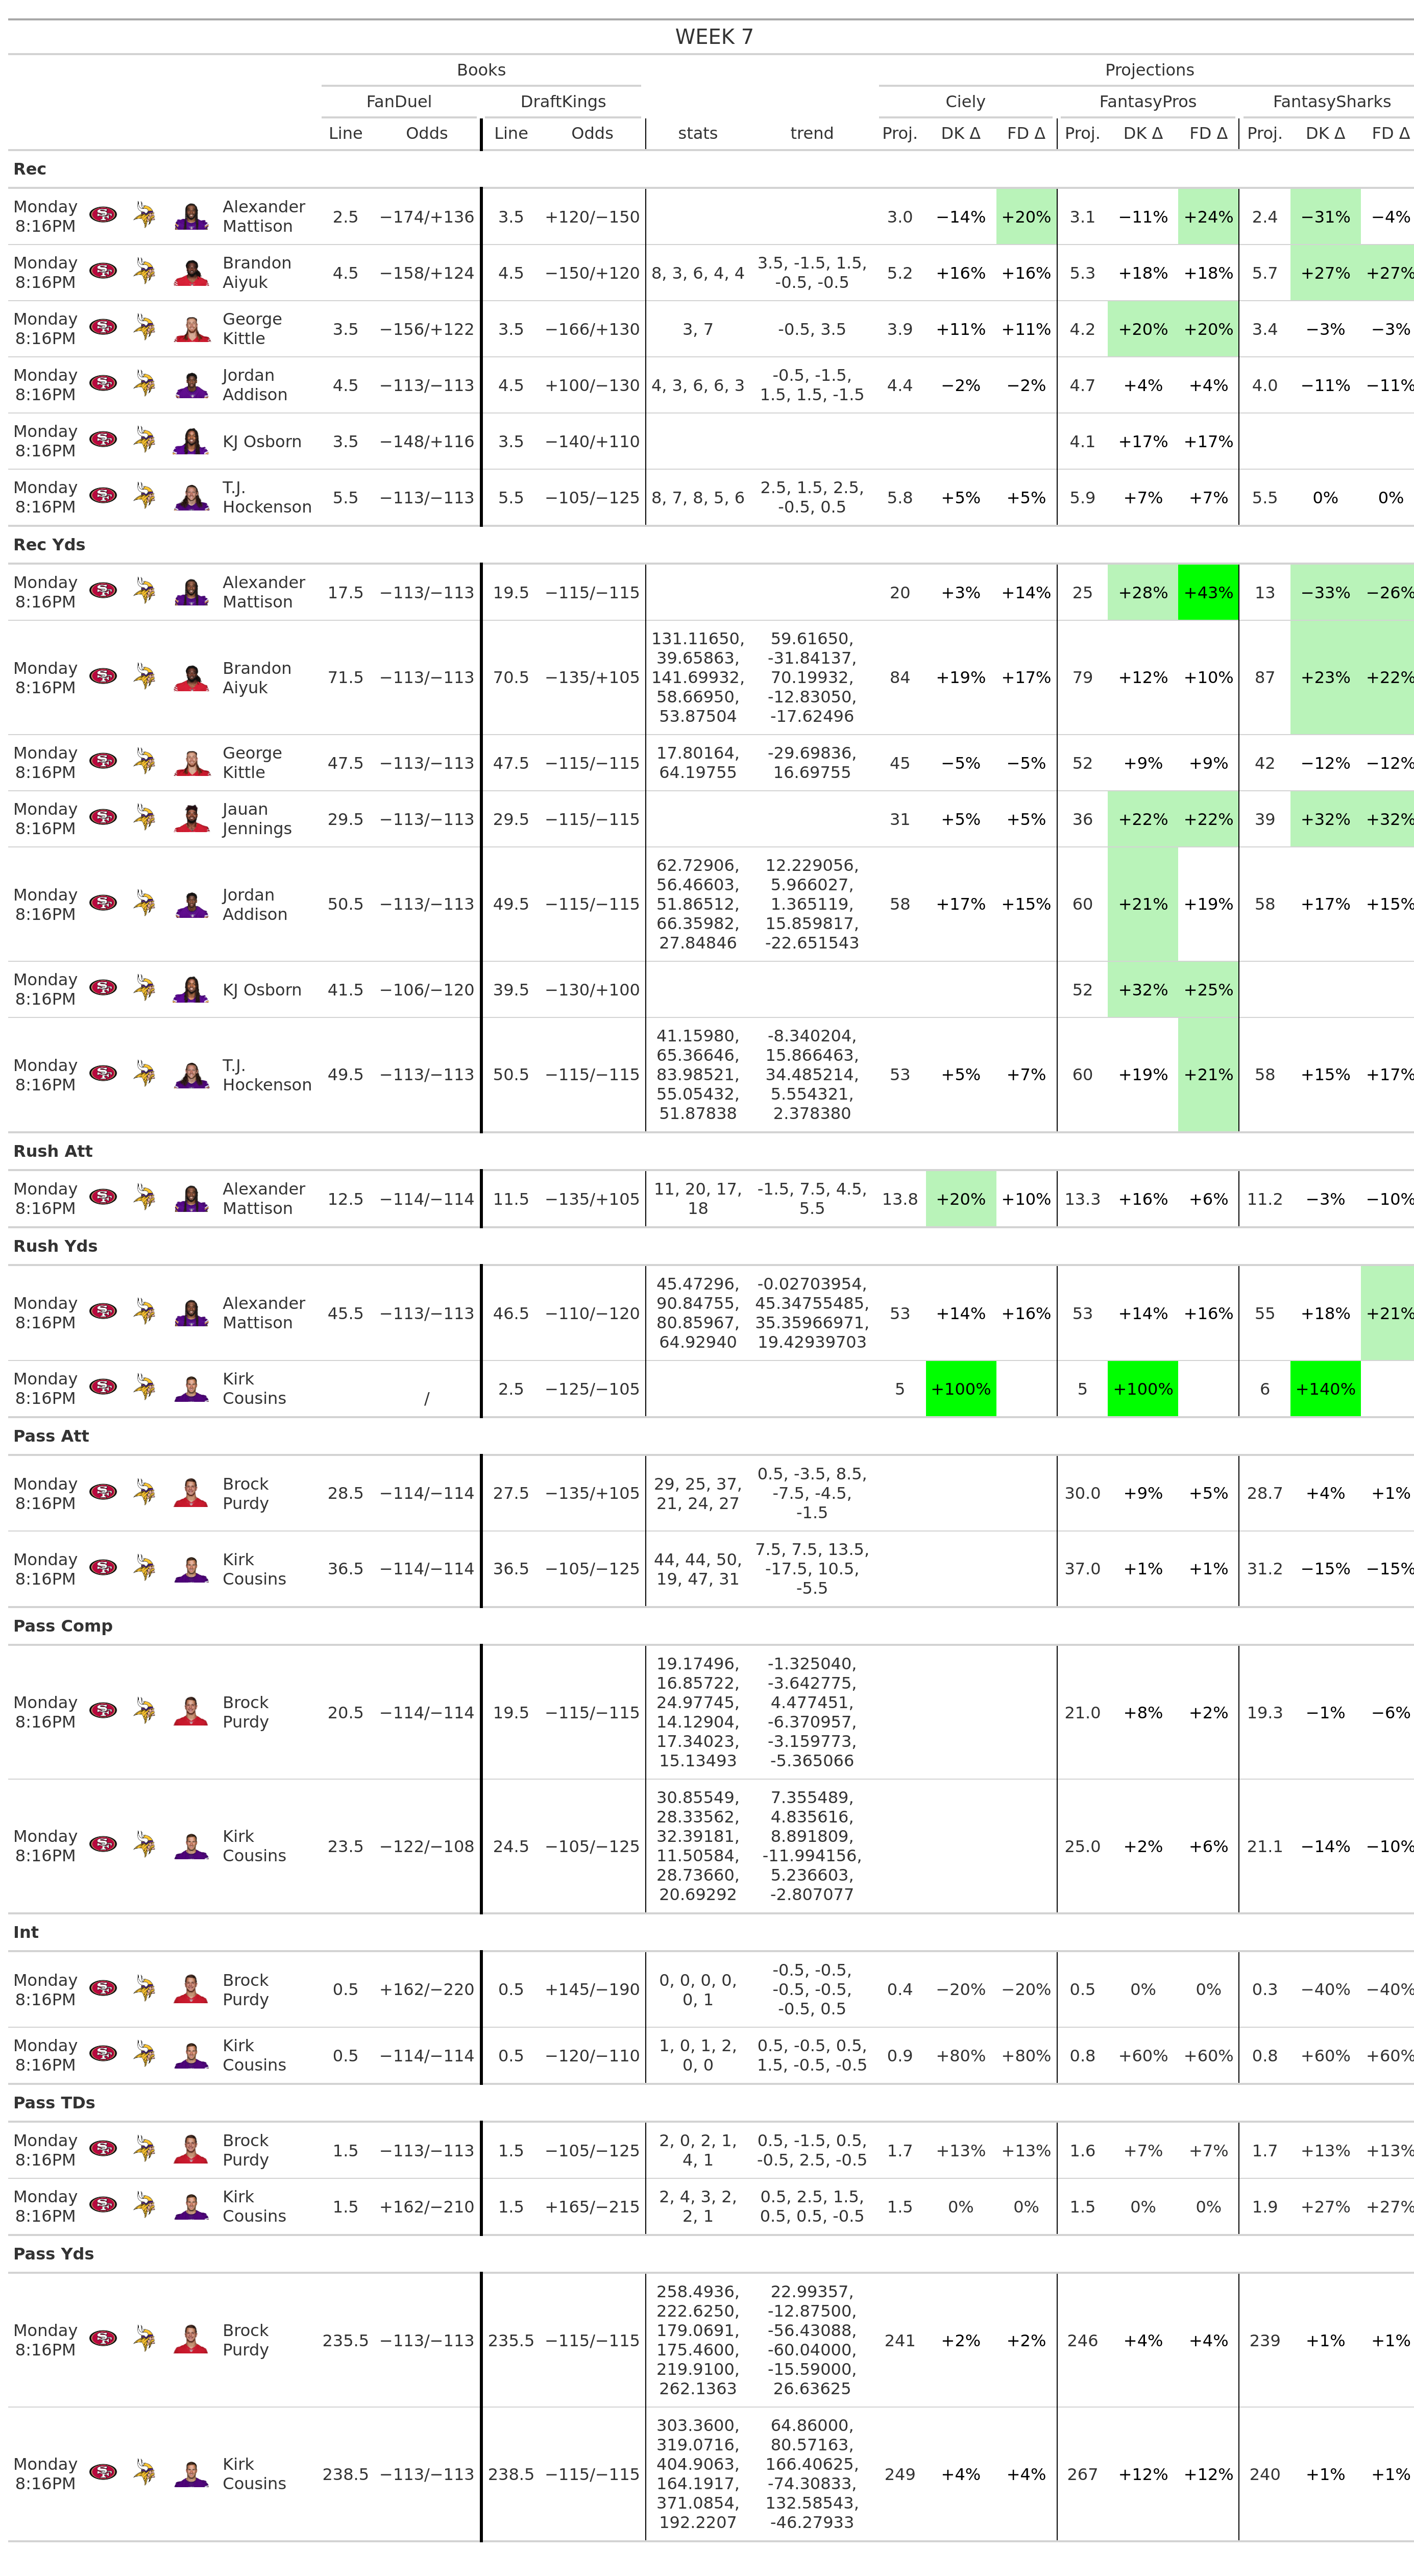 WEEK 7
Books Projections
FanDuel DraftKings Ciely FantasyPros FantasySharks
Line Odds Line Odds stats trend Proj. DK Δ FD Δ Proj. DK Δ FD Δ Proj. DK Δ FD Δ
Rec
Monday 8:16PM Alexander Mattison 2.5 −174/+136 3.5 +120/−150 3.0 −14% +20% 3.1 −11% +24% 2.4 −31% −4%
Monday 8:16PM Brandon Aiyuk 4.5 −158/+124 4.5 −150/+120 8, 3, 6, 4, 4 3.5, -1.5, 1.5, -0.5, -0.5 5.2 +16% +16% 5.3 +18% +18% 5.7 +27% +27%
Monday 8:16PM George Kittle 3.5 −156/+122 3.5 −166/+130 3, 7 -0.5, 3.5 3.9 +11% +11% 4.2 +20% +20% 3.4 −3% −3%
Monday 8:16PM Jordan Addison 4.5 −113/−113 4.5 +100/−130 4, 3, 6, 6, 3 -0.5, -1.5, 1.5, 1.5, -1.5 4.4 −2% −2% 4.7 +4% +4% 4.0 −11% −11%
Monday 8:16PM KJ Osborn 3.5 −148/+116 3.5 −140/+110 4.1 +17% +17%
Monday 8:16PM T.J. Hockenson 5.5 −113/−113 5.5 −105/−125 8, 7, 8, 5, 6 2.5, 1.5, 2.5, -0.5, 0.5 5.8 +5% +5% 5.9 +7% +7% 5.5 0% 0%
Rec Yds
Monday 8:16PM Alexander Mattison 17.5 −113/−113 19.5 −115/−115 20 +3% +14% 25 +28% +43% 13 −33% −26%
Monday 8:16PM Brandon Aiyuk 71.5 −113/−113 70.5 −135/+105 131.11650, 39.65863, 141.69932, 58.66950, 53.87504 59.61650, -31.84137, 70.19932, -12.83050, -17.62496 84 +19% +17% 79 +12% +10% 87 +23% +22%
Monday 8:16PM George Kittle 47.5 −113/−113 47.5 −115/−115 17.80164, 64.19755 -29.69836, 16.69755 45 −5% −5% 52 +9% +9% 42 −12% −12%
Monday 8:16PM Jauan Jennings 29.5 −113/−113 29.5 −115/−115 31 +5% +5% 36 +22% +22% 39 +32% +32%
Monday 8:16PM Jordan Addison 50.5 −113/−113 49.5 −115/−115 62.72906, 56.46603, 51.86512, 66.35982, 27.84846 12.229056, 5.966027, 1.365119, 15.859817, -22.651543 58 +17% +15% 60 +21% +19% 58 +17% +15%
Monday 8:16PM KJ Osborn 41.5 −106/−120 39.5 −130/+100 52 +32% +25%
Monday 8:16PM T.J. Hockenson 49.5 −113/−113 50.5 −115/−115 41.15980, 65.36646, 83.98521, 55.05432, 51.87838 -8.340204, 15.866463, 34.485214, 5.554321, 2.378380 53 +5% +7% 60 +19% +21% 58 +15% +17%
Rush Att
Monday 8:16PM Alexander Mattison 12.5 −114/−114 11.5 −135/+105 11, 20, 17, 18 -1.5, 7.5, 4.5, 5.5 13.8 +20% +10% 13.3 +16% +6% 11.2 −3% −10%
Rush Yds
Monday 8:16PM Alexander Mattison 45.5 −113/−113 46.5 −110/−120 45.47296, 90.84755, 80.85967, 64.92940 -0.02703954, 45.34755485, 35.35966971, 19.42939703 53 +14% +16% 53 +14% +16% 55 +18% +21%
Monday 8:16PM Kirk Cousins / 2.5 −125/−105 5 +100% 5 +100% 6 +140%
Pass Att
Monday 8:16PM Brock Purdy 28.5 −114/−114 27.5 −135/+105 29, 25, 37, 21, 24, 27 0.5, -3.5, 8.5, -7.5, -4.5, -1.5 30.0 +9% +5% 28.7 +4% +1%
Monday 8:16PM Kirk Cousins 36.5 −114/−114 36.5 −105/−125 44, 44, 50, 19, 47, 31 7.5, 7.5, 13.5, -17.5, 10.5, -5.5 37.0 +1% +1% 31.2 −15% −15%
Pass Comp
Monday 8:16PM Brock Purdy 20.5 −114/−114 19.5 −115/−115 19.17496, 16.85722, 24.97745, 14.12904, 17.34023, 15.13493 -1.325040, -3.642775, 4.477451, -6.370957, -3.159773, -5.365066 21.0 +8% +2% 19.3 −1% −6%
Monday 8:16PM Kirk Cousins 23.5 −122/−108 24.5 −105/−125 30.85549, 28.33562, 32.39181, 11.50584, 28.73660, 20.69292 7.355489, 4.835616, 8.891809, -11.994156, 5.236603, -2.807077 25.0 +2% +6% 21.1 −14% −10%
Int
Monday 8:16PM Brock Purdy 0.5 +162/−220 0.5 +145/−190 0, 0, 0, 0, 0, 1 -0.5, -0.5, -0.5, -0.5, -0.5, 0.5 0.4 −20% −20% 0.5 0% 0% 0.3 −40% −40%
Monday 8:16PM Kirk Cousins 0.5 −114/−114 0.5 −120/−110 1, 0, 1, 2, 0, 0 0.5, -0.5, 0.5, 1.5, -0.5, -0.5 0.9 +80% +80% 0.8 +60% +60% 0.8 +60% +60%
Pass TDs
Monday 8:16PM Brock Purdy 1.5 −113/−113 1.5 −105/−125 2, 0, 2, 1, 4, 1 0.5, -1.5, 0.5, -0.5, 2.5, -0.5 1.7 +13% +13% 1.6 +7% +7% 1.7 +13% +13%
Monday 8:16PM Kirk Cousins 1.5 +162/−210 1.5 +165/−215 2, 4, 3, 2, 2, 1 0.5, 2.5, 1.5, 0.5, 0.5, -0.5 1.5 0% 0% 1.5 0% 0% 1.9 +27% +27%
Pass Yds
Monday 8:16PM Brock Purdy 235.5 −113/−113 235.5 −115/−115 258.4936, 222.6250, 179.0691, 175.4600, 219.9100, 262.1363 22.99357, -12.87500, -56.43088, -60.04000, -15.59000, 26.63625 241 +2% +2% 246 +4% +4% 239 +1% +1%
Monday 8:16PM Kirk Cousins 238.5 −113/−113 238.5 −115/−115 303.3600, 319.0716, 404.9063, 164.1917, 371.0854, 192.2207 64.86000, 80.57163, 166.40625, -74.30833, 132.58543, -46.27933 249 +4% +4% 267 +12% +12% 240 +1% +1%